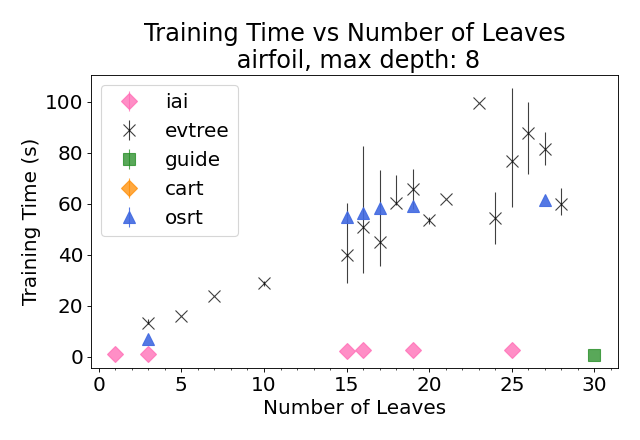 Training Time vs Number of Leaves
airfoil, max depth: 8
iai
evtree
guide
cart
osrt
Training Time (s)
100
80
60
40
20
0
0 5 10 15 20 25 30
Number of Leaves